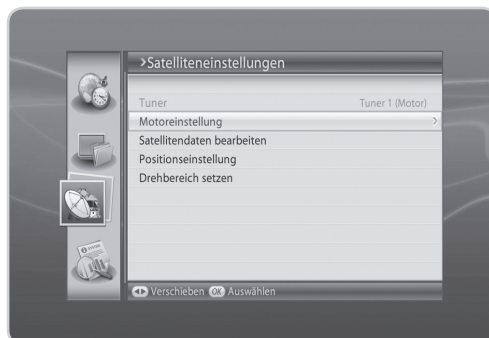 >Satelliteneinstellungen
Tuner Tuner 1 (Motor)
Motoreinstellung >
Satellitendaten bearbeiten
Positionseinstellung
Drehbereich setzen
Verschieben OK Auswählen